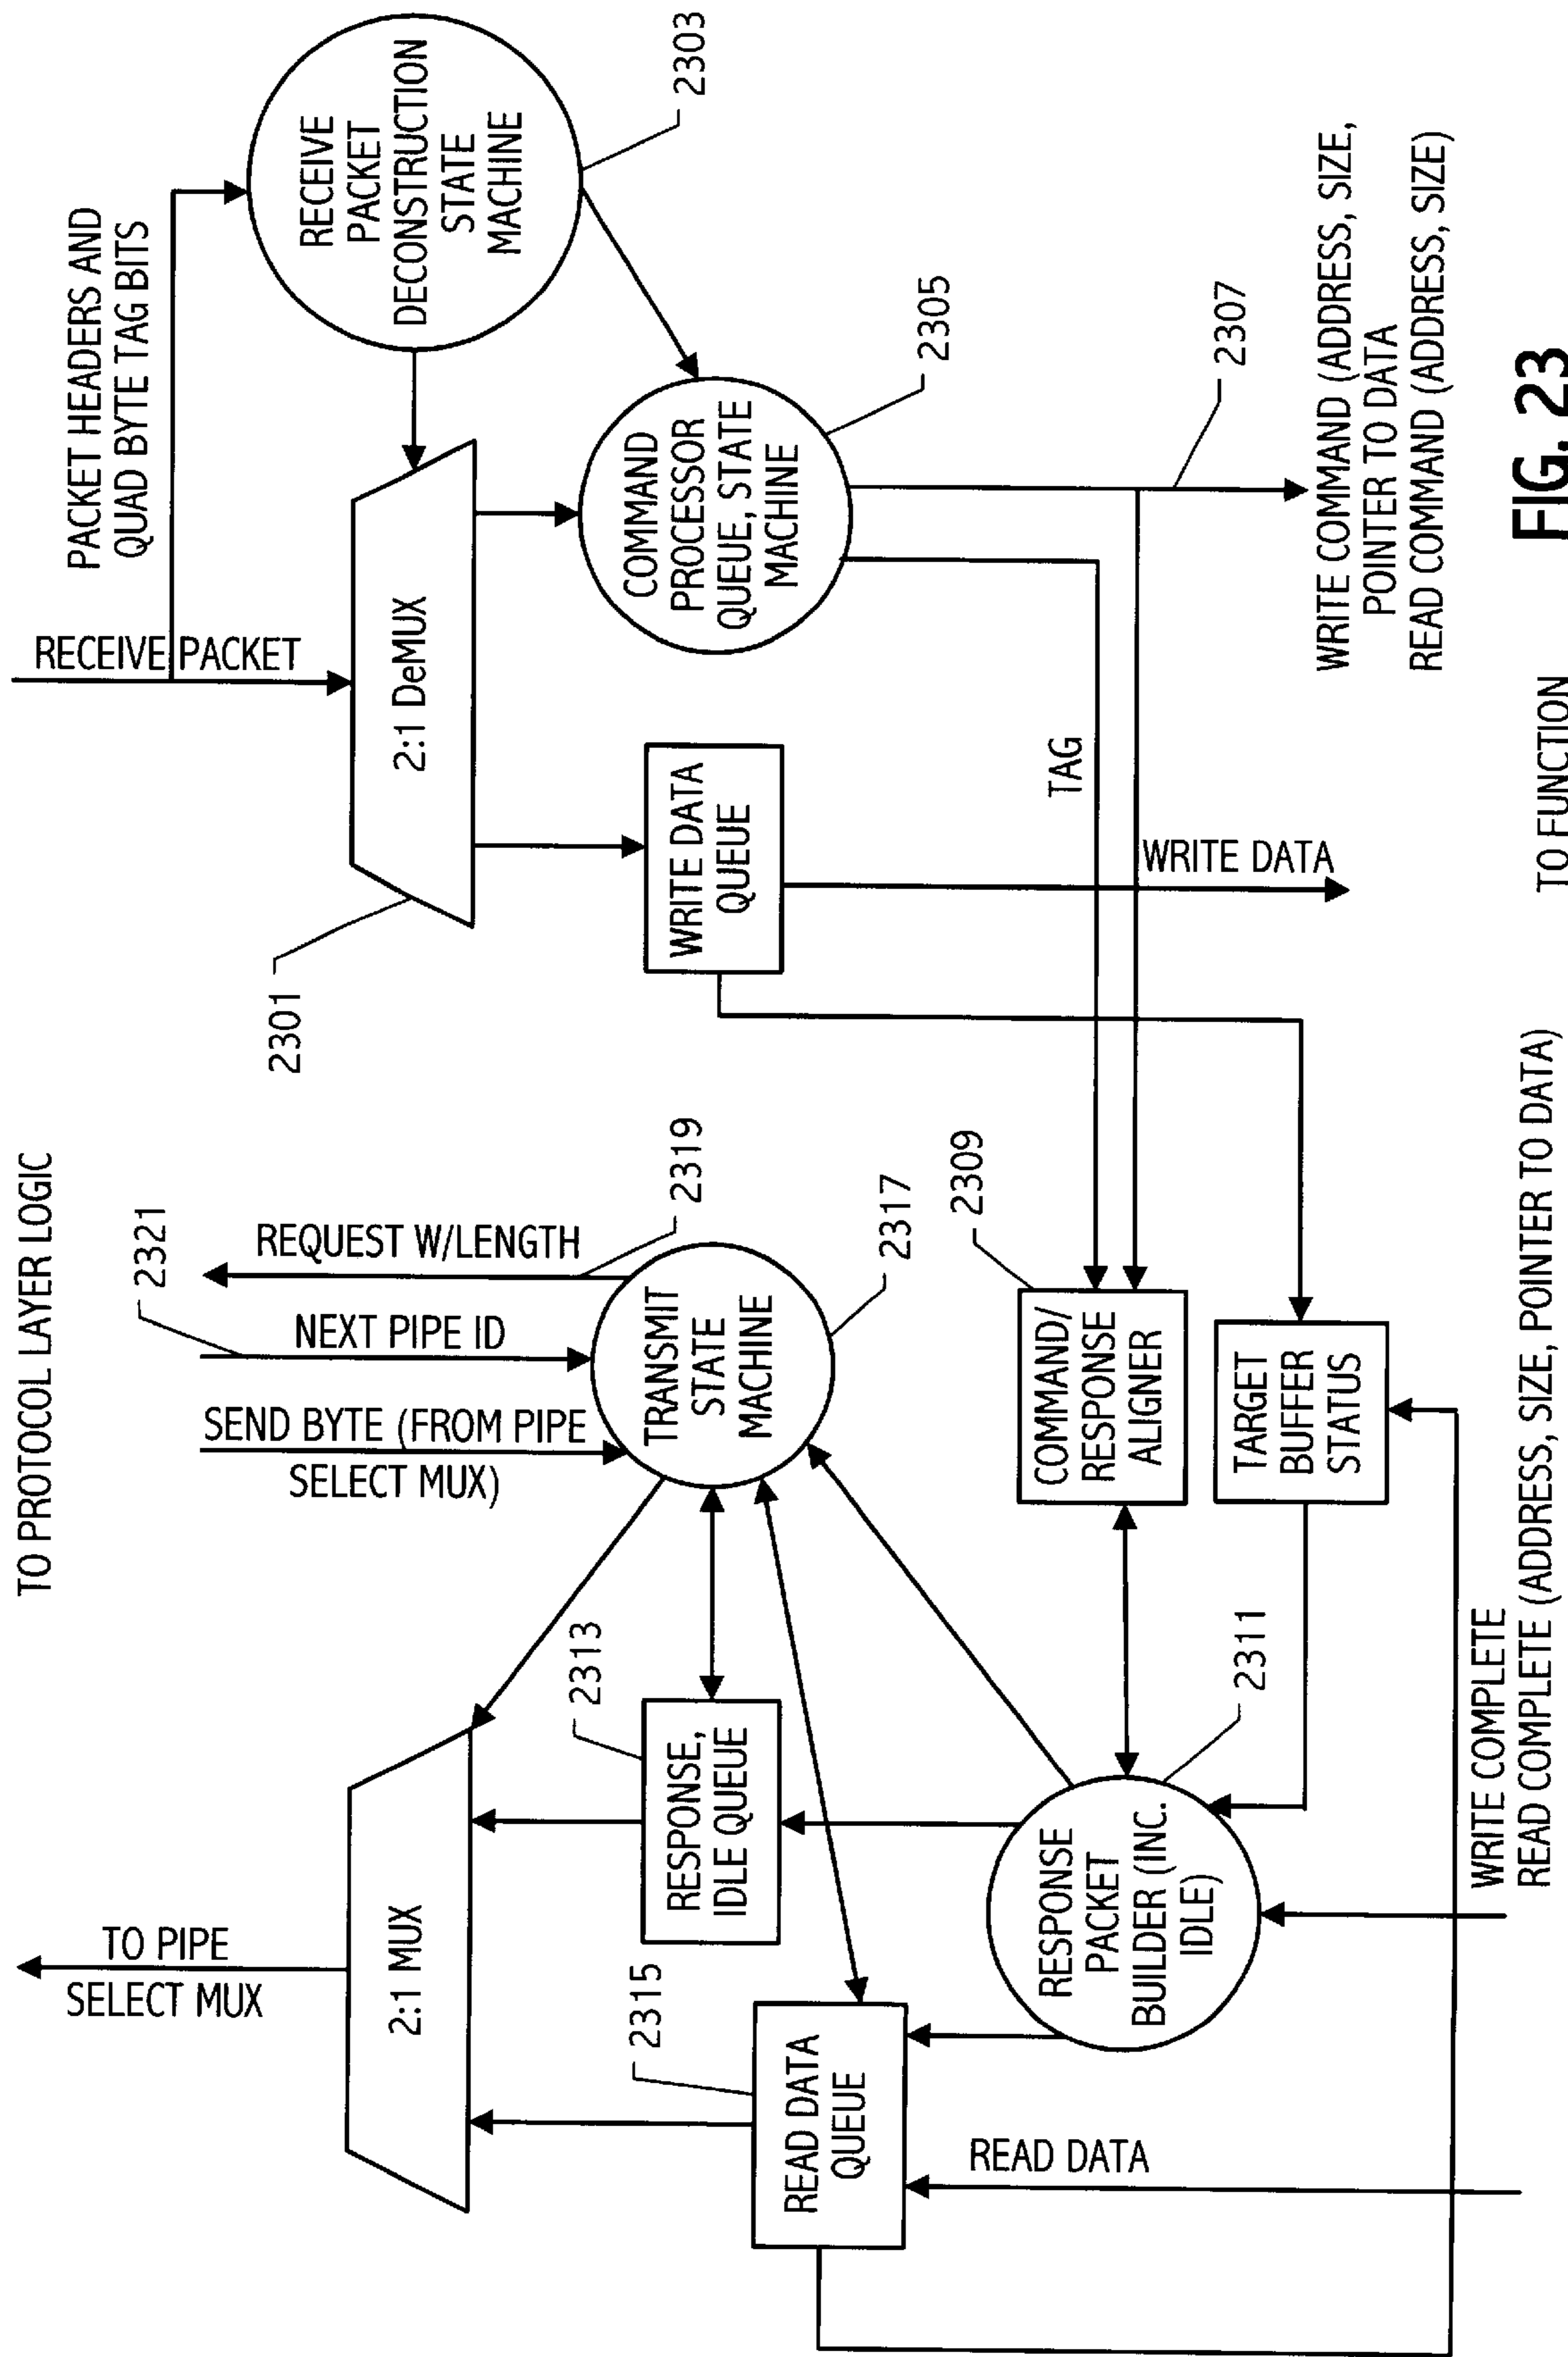 TO PROTOCOL LAYER LOGIC
TO PIPE
SELECT MUX
2:1 MUX
2321
REQUEST W/LENGTH
2319
NEXT PIPE ID
SEND BYTE (FROM PIPE
SELECT MUX)
TRANSMIT
STATE
MACHINE
2317
2313
RESPONSE,
IDLE QUEUE
2315
READ DATA
QUEUE
READ DATA
RESPONSE
PACKET
BUILDER (INC.
IDLE)
2311
COMMAND/
RESPONSE
ALIGNER
2309
TARGET
BUFFER
STATUS
WRITE COMPLETE
READ COMPLETE (ADDRESS, SIZE, POINTER TO DATA)
RECEIVE PACKET
PACKET HEADERS AND
QUAD BYTE TAG BITS
RECEIVE
PACKET
DECONSTRUCTION
STATE
MACHINE
2303
2:1 DeMUX
2301
WRITE DATA
QUEUE
COMMAND
PROCESSOR
QUEUE, STATE
MACHINE
2305
TAG
WRITE DATA
2307
WRITE COMMAND (ADDRESS, SIZE,
POINTER TO DATA
READ COMMAND (ADDRESS, SIZE)
TO FUNCTION
FIG. 23